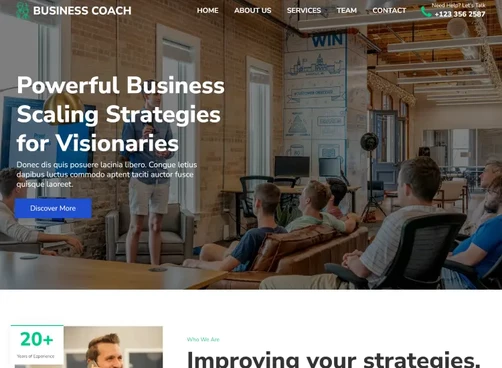 BUSINESS COACH
HOME ABOUT US SERVICES TEAM CONTACT
Need Help? Let's Talk
+123 356 2587
WIN
Powerful Business
Scaling Strategies
for Visionaries
Donec dis quis posuere lacinia libero. Congue letius
dapibus luctus commodo aptent taciti auctor fusce
quisque laoreet.
Discover More
20+
Years of Experience
Who We Are
Improving your strategies,